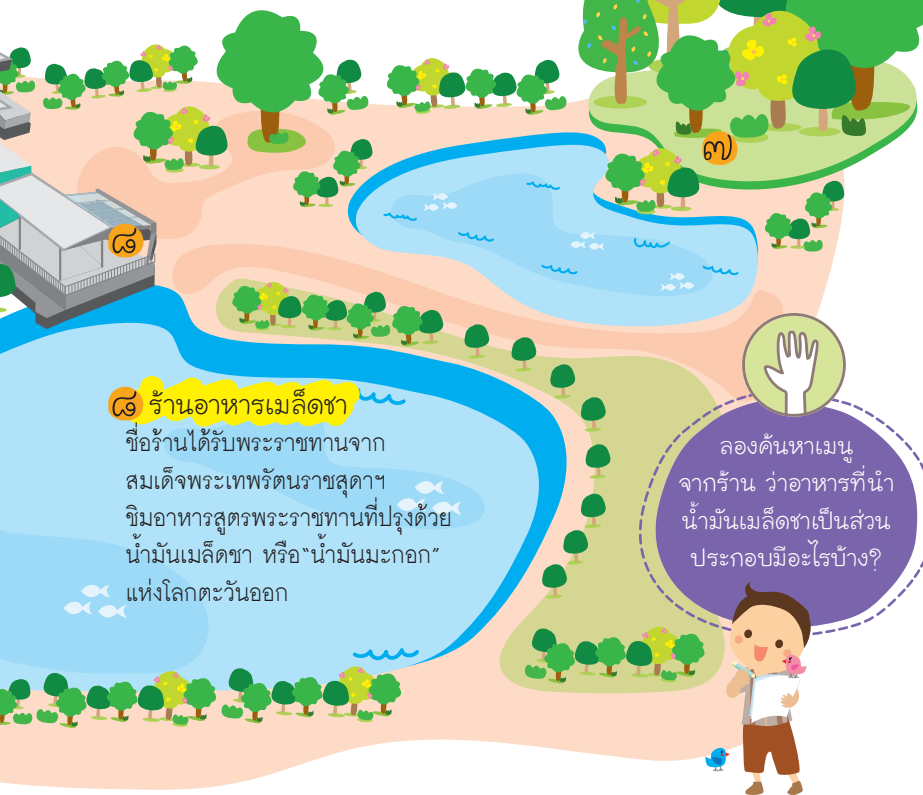 ๗
๘
๘ ร้านอาหารเมล็ดชา
ชื่อร้านได้รับพระราชทานจาก
สมเด็จพระเทพรัตนราชสุดาฯ
ชิมอาหารสูตรพระราชทานที่ปรุงด้วย
น้ำมันเมล็ดชา หรือ"น้ำมันมะกอก"
แห่งโลกตะวันออก
ลองค้นหาเมนู
จากร้าน ว่าอาหารที่นำ
น้ำมันเมล็ดชาเป็นส่วน
ประกอบมีอะไรบ้าง?